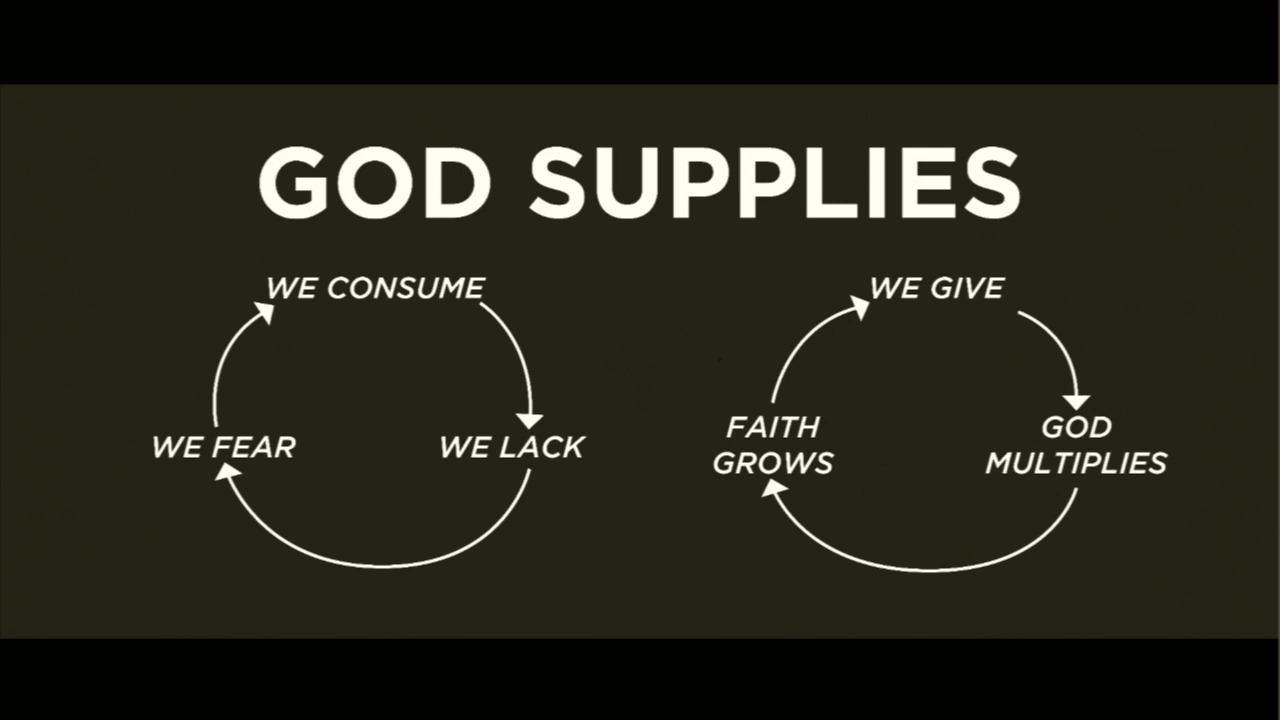 GOD SUPPLIES
WE CONSUME
WE LACK
WE FEAR
WE GIVE
GOD
MULTIPLIES
FAITH
GROWS